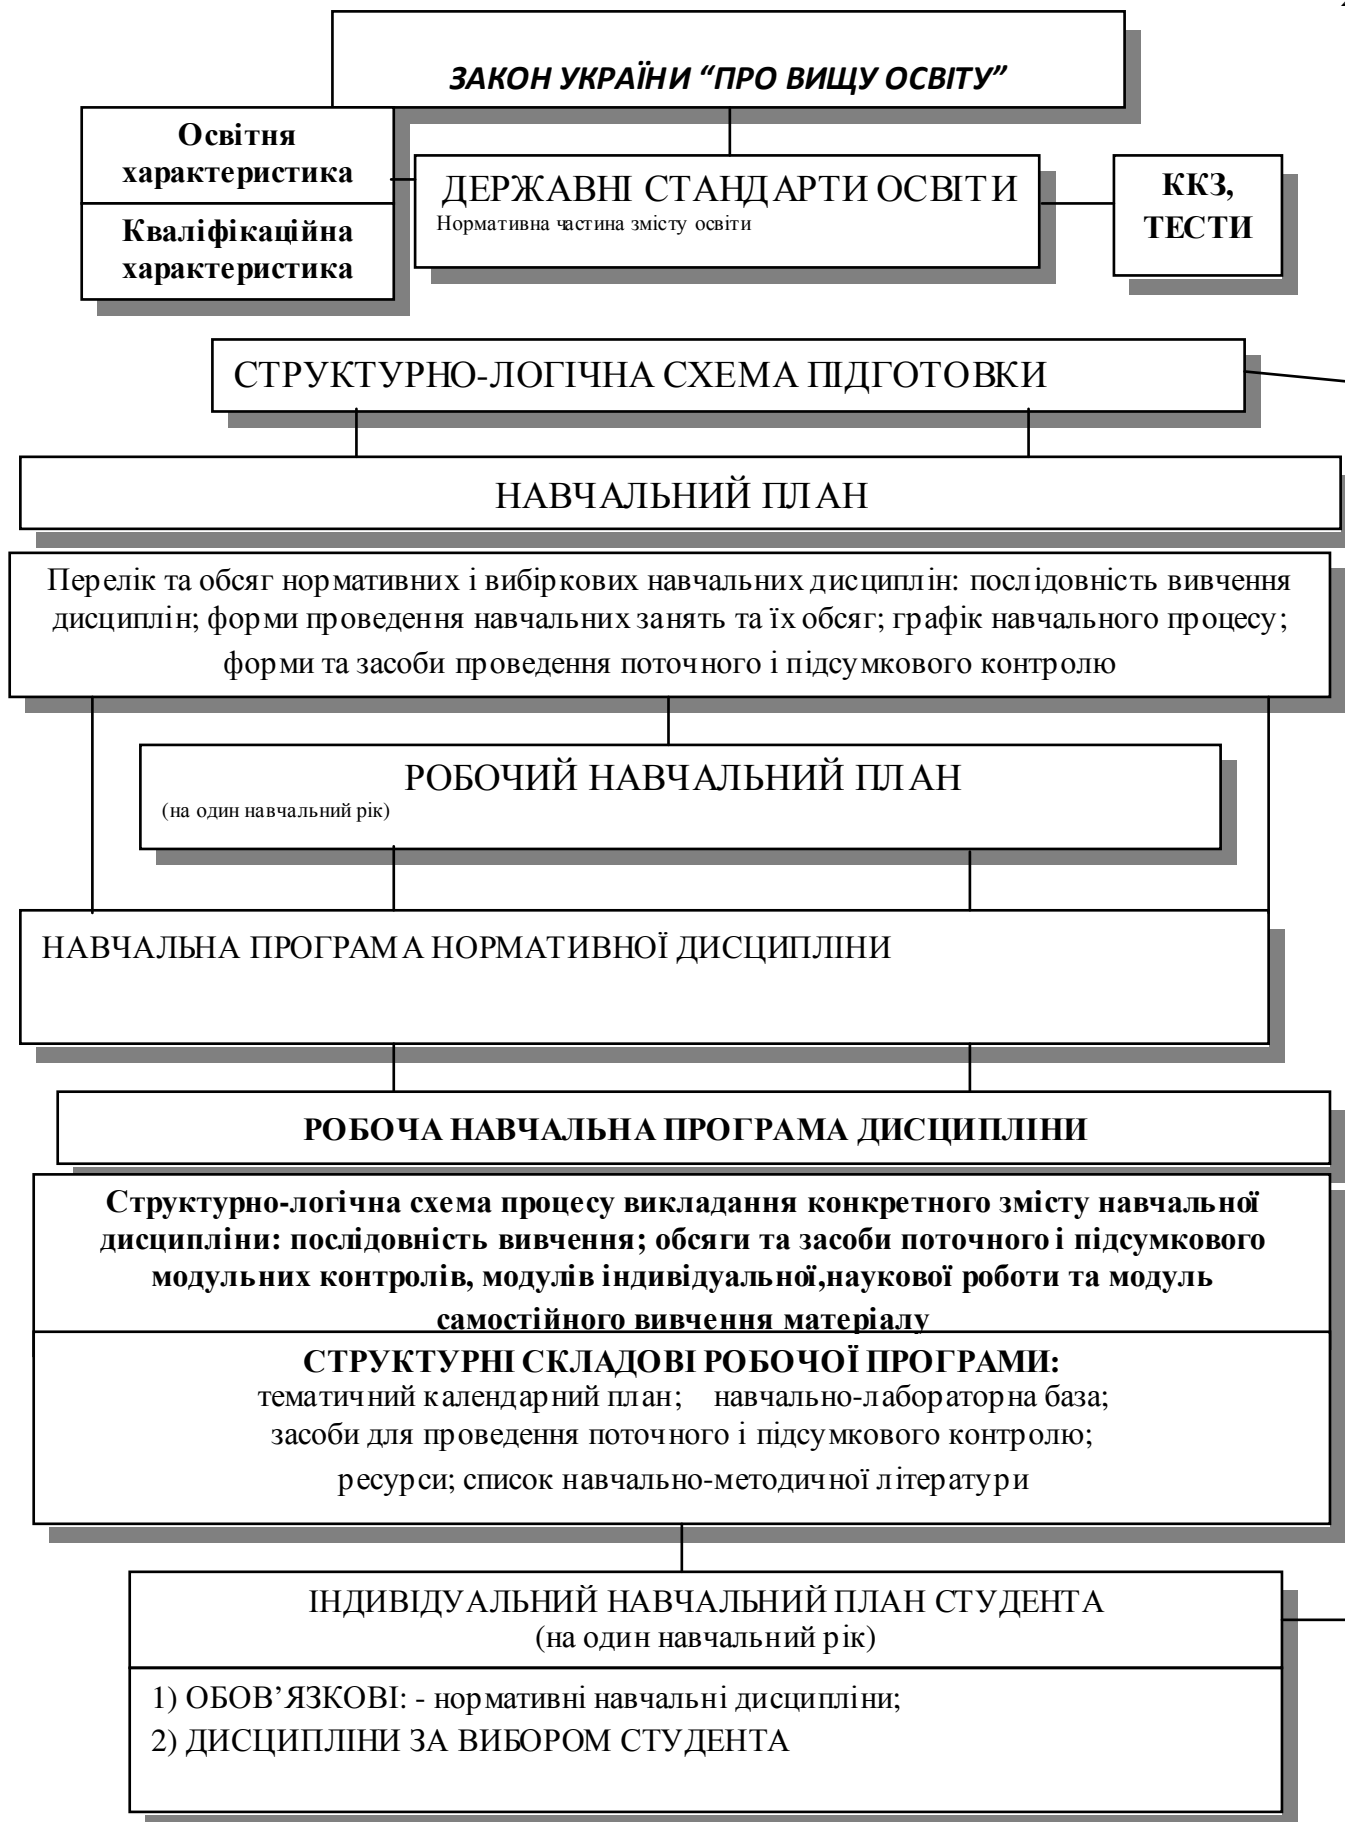 ЗАКОН УКРАЇНИ “ПРО ВИЩУ ОСВІТУ”
Освітня
характеристика
Кваліфікаційна
характеристика
ДЕРЖАВНІ СТАНДАРТИ ОСВІТИ
Нормативна частина змісту освіти
ККЗ,
ТЕСТИ
СТРУКТУРНО-ЛОГІЧНА СХЕМА ПІДГОТОВКИ
НАВЧАЛЬНИЙ ПЛАН
Перелік та обсяг нормативних і вибіркових навчальних дисциплін: послідовність вивчення
дисциплін; форми проведення навчальних занять та їх обсяг; графік навчального процесу;
форми та засоби проведення поточного і підсумкового контролю
РОБОЧИЙ НАВЧАЛЬНИЙ ПЛАН
(на один навчальний рік)
НАВЧАЛЬНА ПРОГРАМА НОРМАТИВНОЇ ДИСЦИПЛІНИ
РОБОЧА НАВЧАЛЬНА ПРОГРАМА ДИСЦИПЛІНИ
Структурно-логічна схема процесу викладання конкретного змісту навчальної
дисципліни: послідовність вивчення; обсяги та засоби поточного і підсумкового
модульних контролів, модулів індивідуальної,наукової роботи та модуль
самостійного вивчення матеріалу
СТРУКТУРНІ СКЛАДОВІ РОБОЧОЇ ПРОГРАМИ:
тематичний календарний план; навчально-лабораторна база;
засоби для проведення поточного і підсумкового контролю;
ресурси; список навчально-методичної літератури
ІНДИВІДУАЛЬНИЙ НАВЧАЛЬНИЙ ПЛАН СТУДЕНТА
(на один навчальний рік)
1) ОБОВ’ЯЗКОВІ: - нормативні навчальні дисципліни;
2) ДИСЦИПЛІНИ ЗА ВИБОРОМ СТУДЕНТА